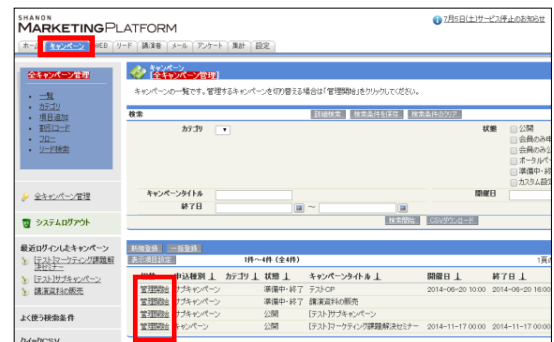 SHANON
MARKETING PLATFORM
7月5日(土)サービス停止のお知らせ
ホーム キャンペーン WEB リード 講演者 メール アンケート 集計 設定
全キャンペーン管理
一覧
カテゴリ
項目追加
割引コード
フロー
リード検索
全キャンペーン管理
システムログアウト
最近ログインしたキャンペーン
[テスト]マーケティング課題解決セミナー
[テスト]サブキャンペーン
講演資料の販売
よく使う検索条件
キャンペーン
[全キャンペーン管理]
キャンペーンの一覧です。管理するキャンペーンを切り替える場合は「管理開始」をクリックしてください。
検索 詳細検索 検索条件を保存 検索条件のクリア
カテゴリ 状態 公開
会員のみ
会員のみ公
ポータルペー
準備中・終
カスタム設定
キャンペーンタイトル 開催日
終了日 ～
検索開始 CSVダウンロード
新規登録 一括登録
表示項目設定 1件～4件 (全4件)
申込種別 カテゴリ 状態 キャンペーンタイトル 開催日 終了日
管理開始 サブキャンペーン 準備中・終了 テストCP 2014-06-20 10:00 2014-06-20 16:00
管理開始 サブキャンペーン 公開 講演資料の販売
管理開始 サブキャンペーン 公開 [テスト]サブキャンペーン
管理開始 キャンペーン 公開 [テスト]マーケティング課題解決セミナー 2014-11-17 00:00 2014-11-17 00:00